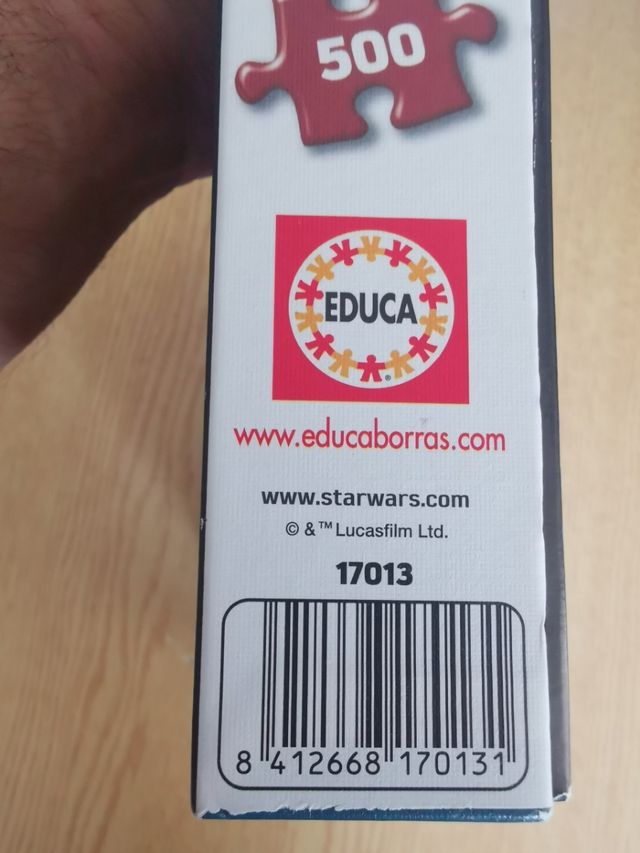 500
EDUCA
®
www.educaborras.com
www.starwars.com
© &™ Lucasfilm Ltd.
17013
8 412668 170131